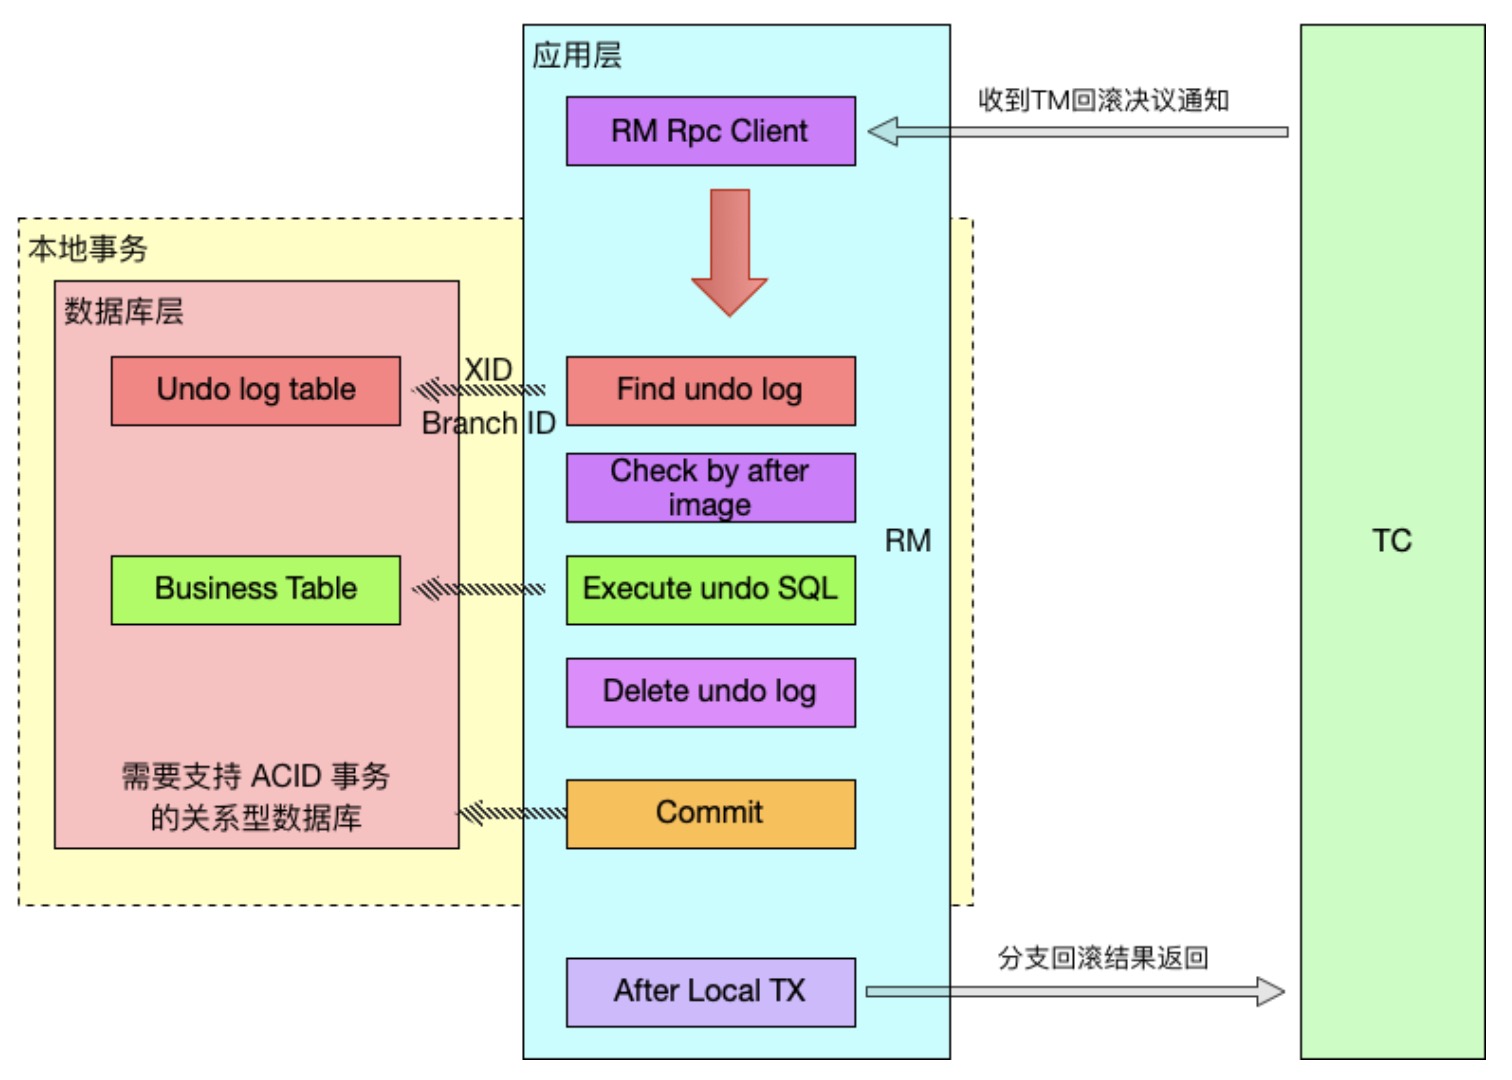 应用层
RM Rpc Client
收到TM回滚决议通知
本地事务
数据库层
Undo log table
XID
Branch ID
Find undo log
Check by after
image
RM
TC
Business Table
Execute undo SQL
Delete undo log
需要支持 ACID 事务
的关系型数据库
Commit
After Local TX
分支回滚结果返回